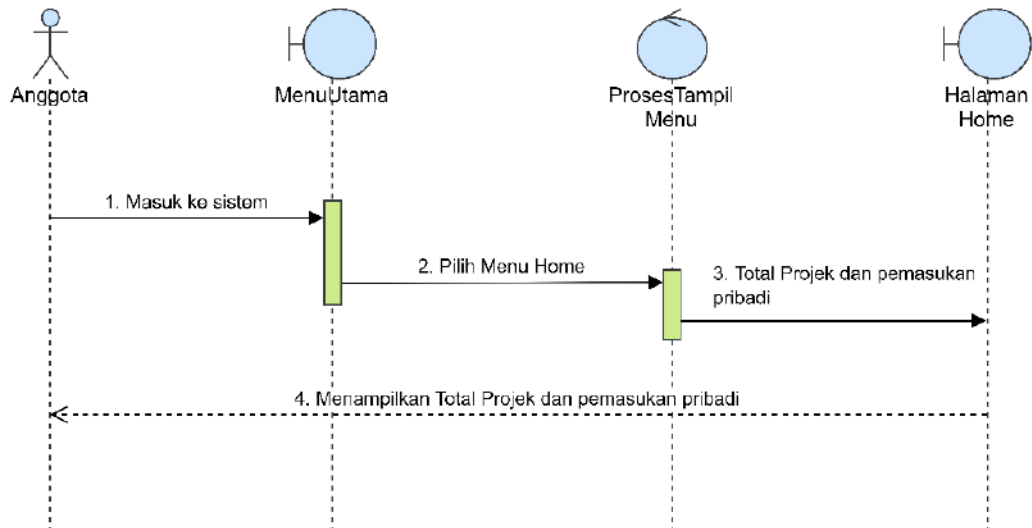 Anggota
MenuUtama
ProsesTampil
Menu
Halaman
Home
1. Masuk ke sistem
2. Pilih Menu Home
3. Total Projek dan pemasukan
pribadi
4. Menampilkan Total Projek dan pemasukan pribadi